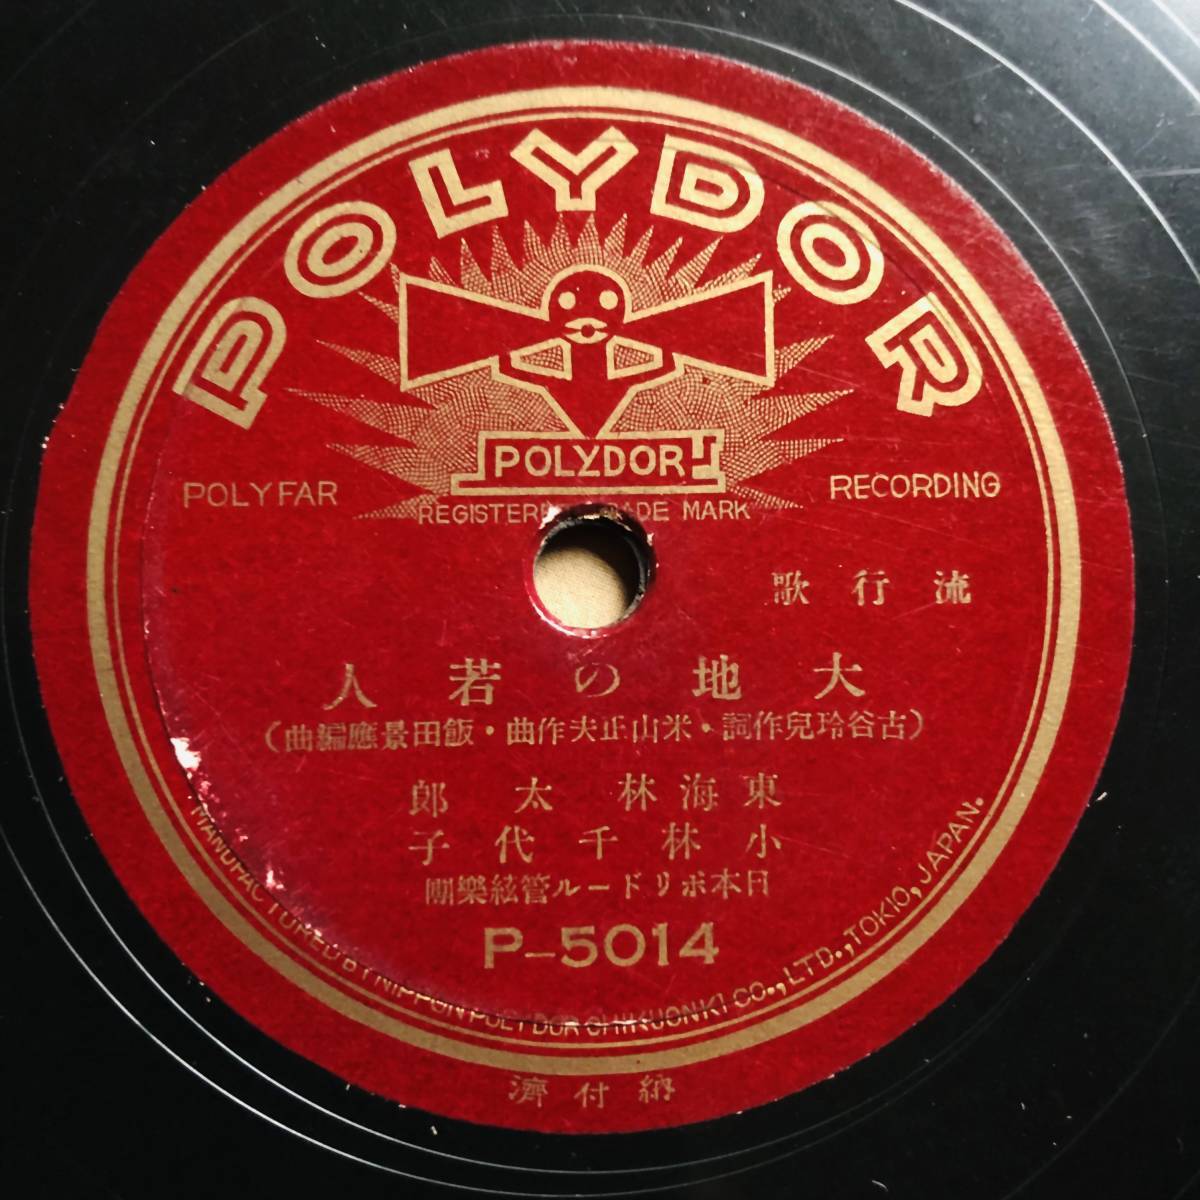 POLYDOR
POLYDOR
POLYFAR RECORDING
REGISTERED TRADE MARK
流行歌
大地の若人
(古谷玲兒作詞・米山正夫作曲・飯田景應編曲)
東海林太郎
小林千代子
日本ポリドール管絃樂團
P-5014
MANUFACTURED BY NIPPON POLYDOR CHIKUONKI CO., LTD., TOKIO, JAPAN.
納付濟